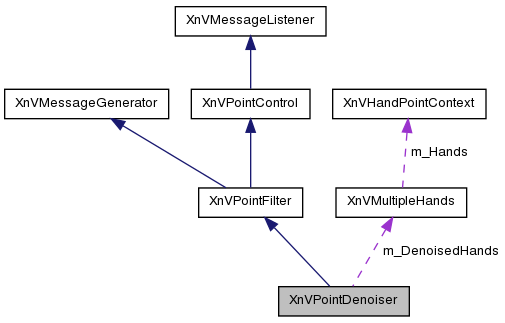 XnVMessageListener
XnVMessageGenerator
XnVPointControl
XnVHandPointContext
m_Hands
XnVPointFilter
XnVMultipleHands
m_DenoisedHands
XnVPointDenoiser